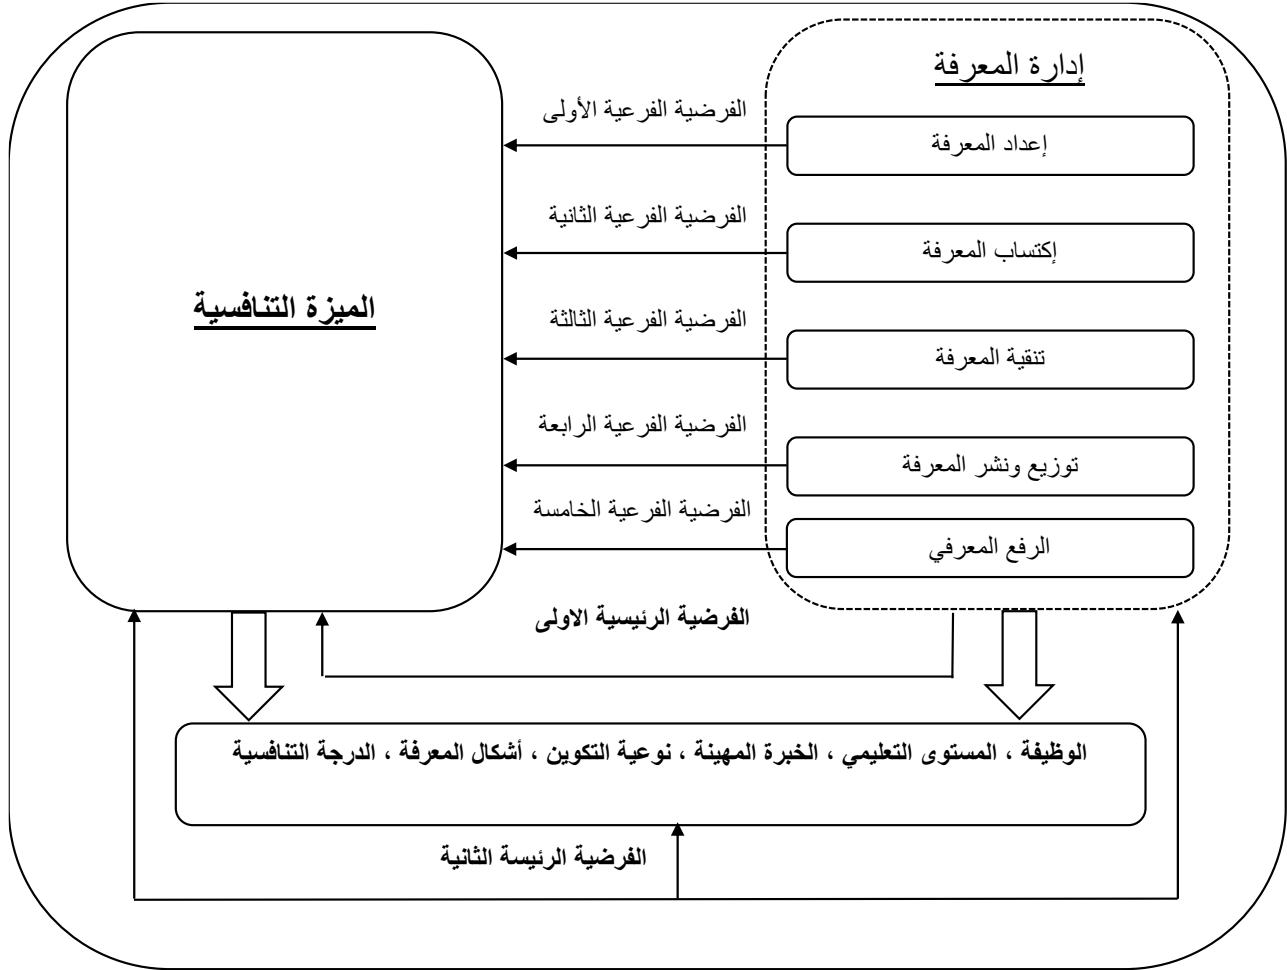 إدارة المعرفة
إعداد المعرفة
إكتساب المعرفة
تنقية المعرفة
توزيع ونشر المعرفة
الرفع المعرفي
الفرضية الفرعية الأولى
الفرضية الفرعية الثانية
الفرضية الفرعية الثالثة
الفرضية الفرعية الرابعة
الفرضية الفرعية الخامسة
الميزة التنافسية
الفرضية الرئيسية الاولى
الوظيفة ، المستوى التعليمي ، الخبرة المهينة ، نوعية التكوين ، أشكال المعرفة ، الدرجة التنافسية
الفرضية الرئيسة الثانية